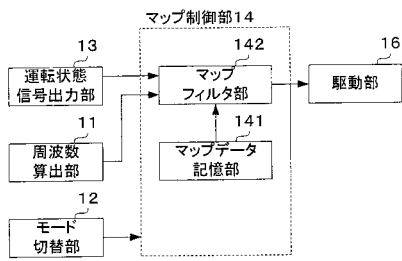 マップ制御部14
13
運転状態
信号出力部
142
マップ
フィルタ部
16
駆動部
11
周波数
算出部
141
マップデータ
記憶部
12
モード
切替部